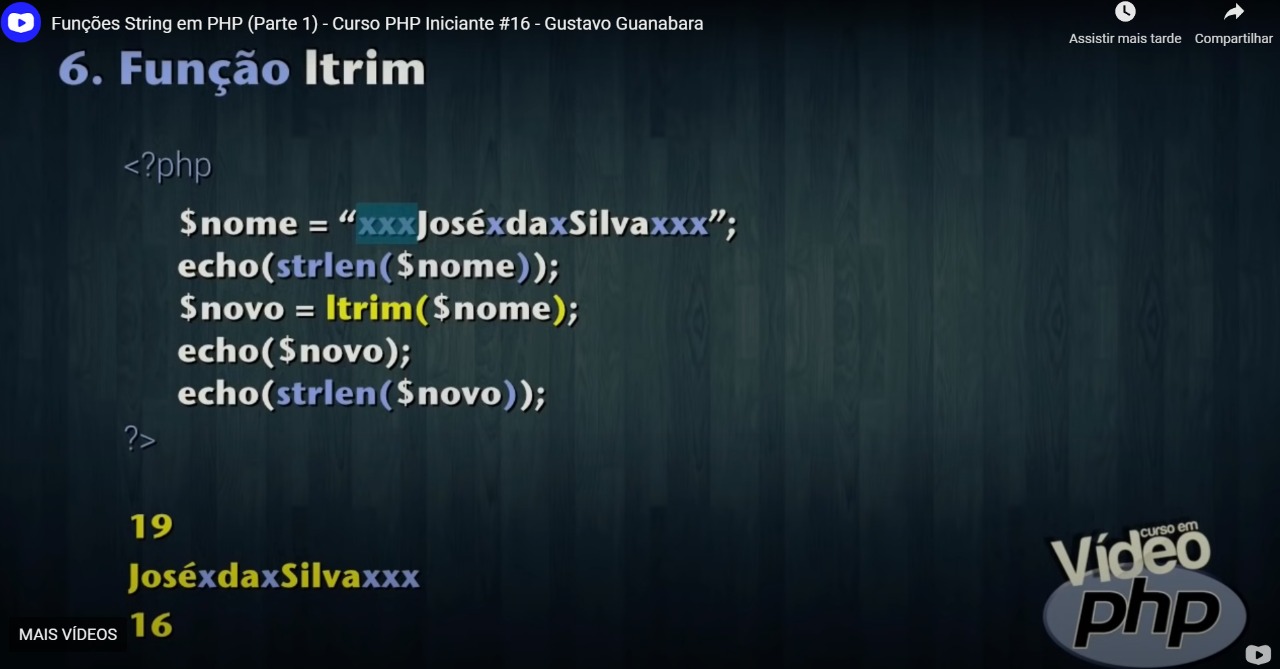 Funções String em PHP (Parte 1) - Curso PHP Iniciante #16 - Gustavo Guanabara
Assistir mais tarde
Compartilhar
6. Função ltrim
<?php
$nome = “xxxJoséxdaxSilvaxxx”;
echo(strlen($nome));
$novo = ltrim($nome);
echo($novo);
echo(strlen($novo));
?>
19
JoséxdaxSilvaxxx
16
MAIS VÍDEOS
curso em
Vídeo
php